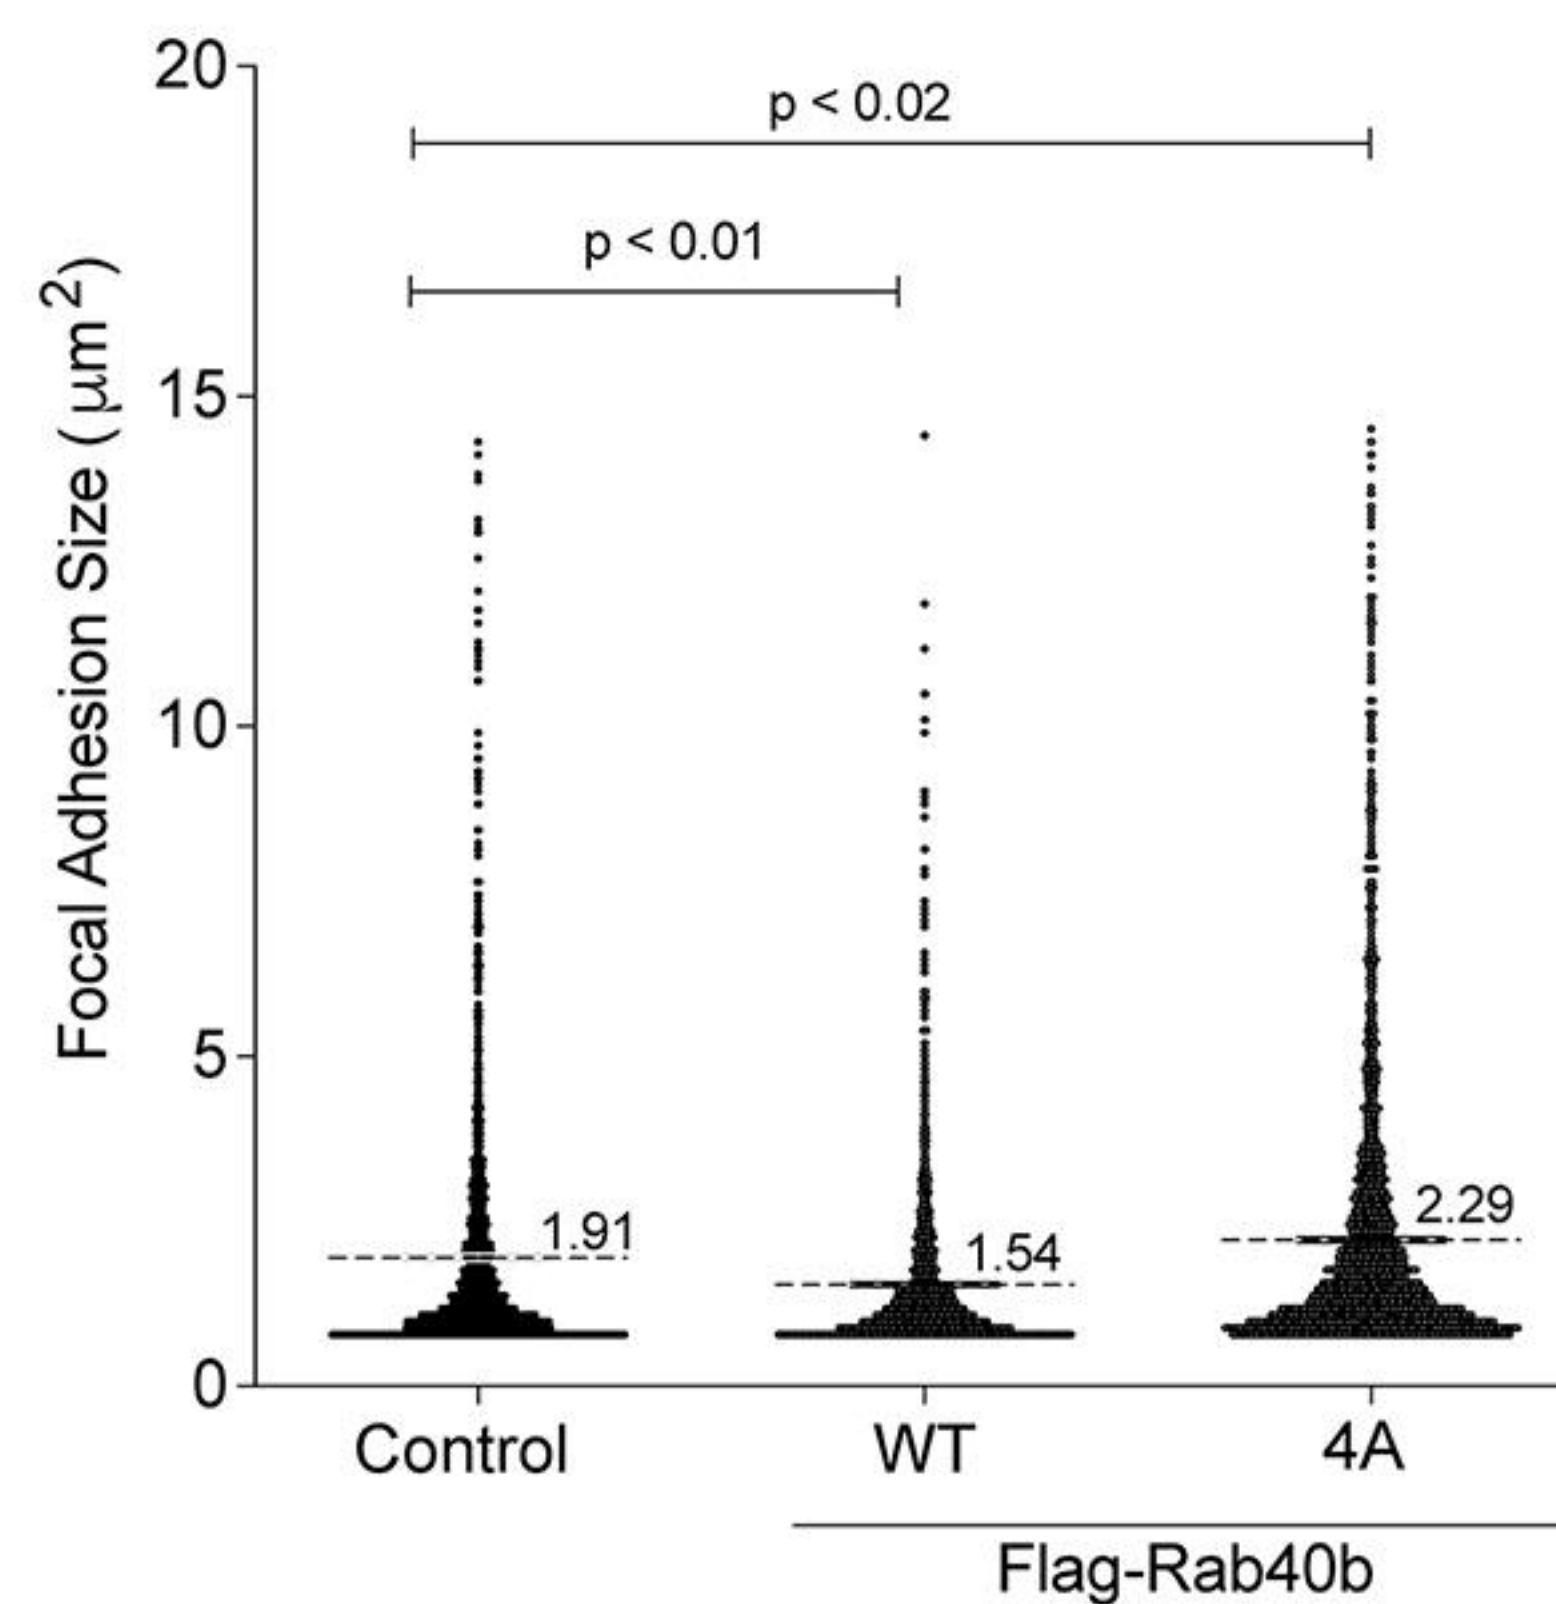 20
p < 0.02
p < 0.01
Focal Adhesion Size (μm²)
15
10
5
1.91
1.54
2.29
0
Control
WT
4A
Flag-Rab40b